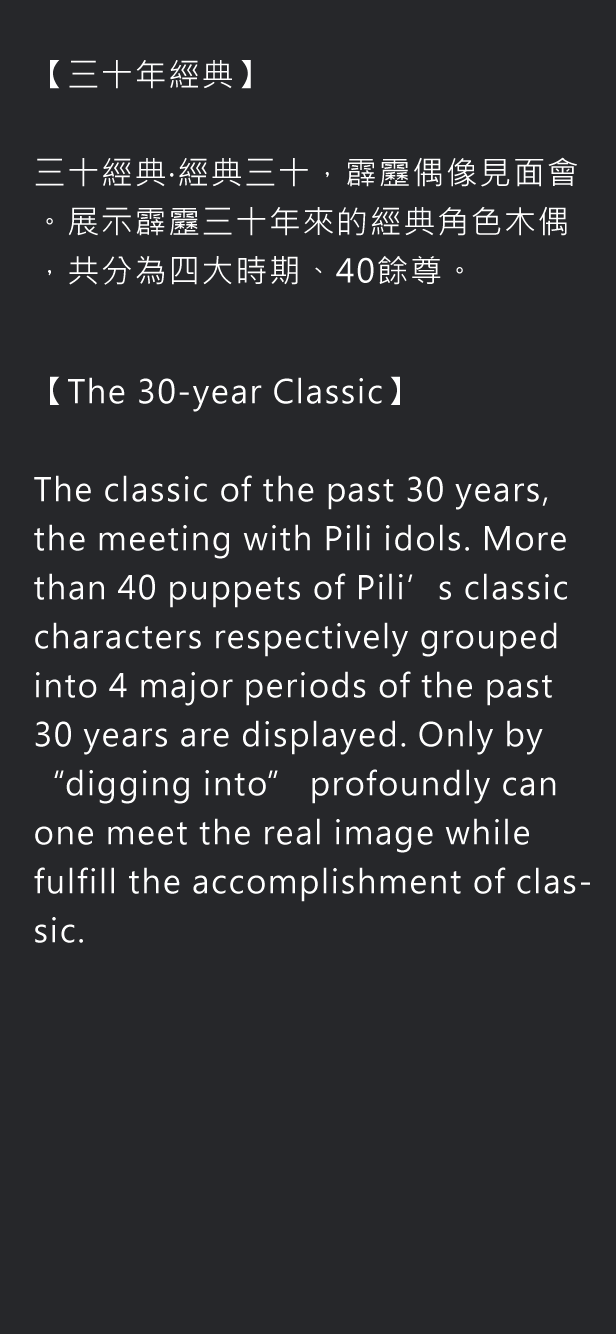 【三十年經典】
三十經典·經典三十，霹靂偶像見面會
。展示霹靂三十年來的經典角色木偶
，共分為四大時期、40餘尊。
【The 30-year Classic】
The classic of the past 30 years,
the meeting with Pili idols. More
than 40 puppets of Pili’s classic
characters respectively grouped
into 4 major periods of the past
30 years are displayed. Only by
“digging into” profoundly can
one meet the real image while
fulfill the accomplishment of clas-
sic.